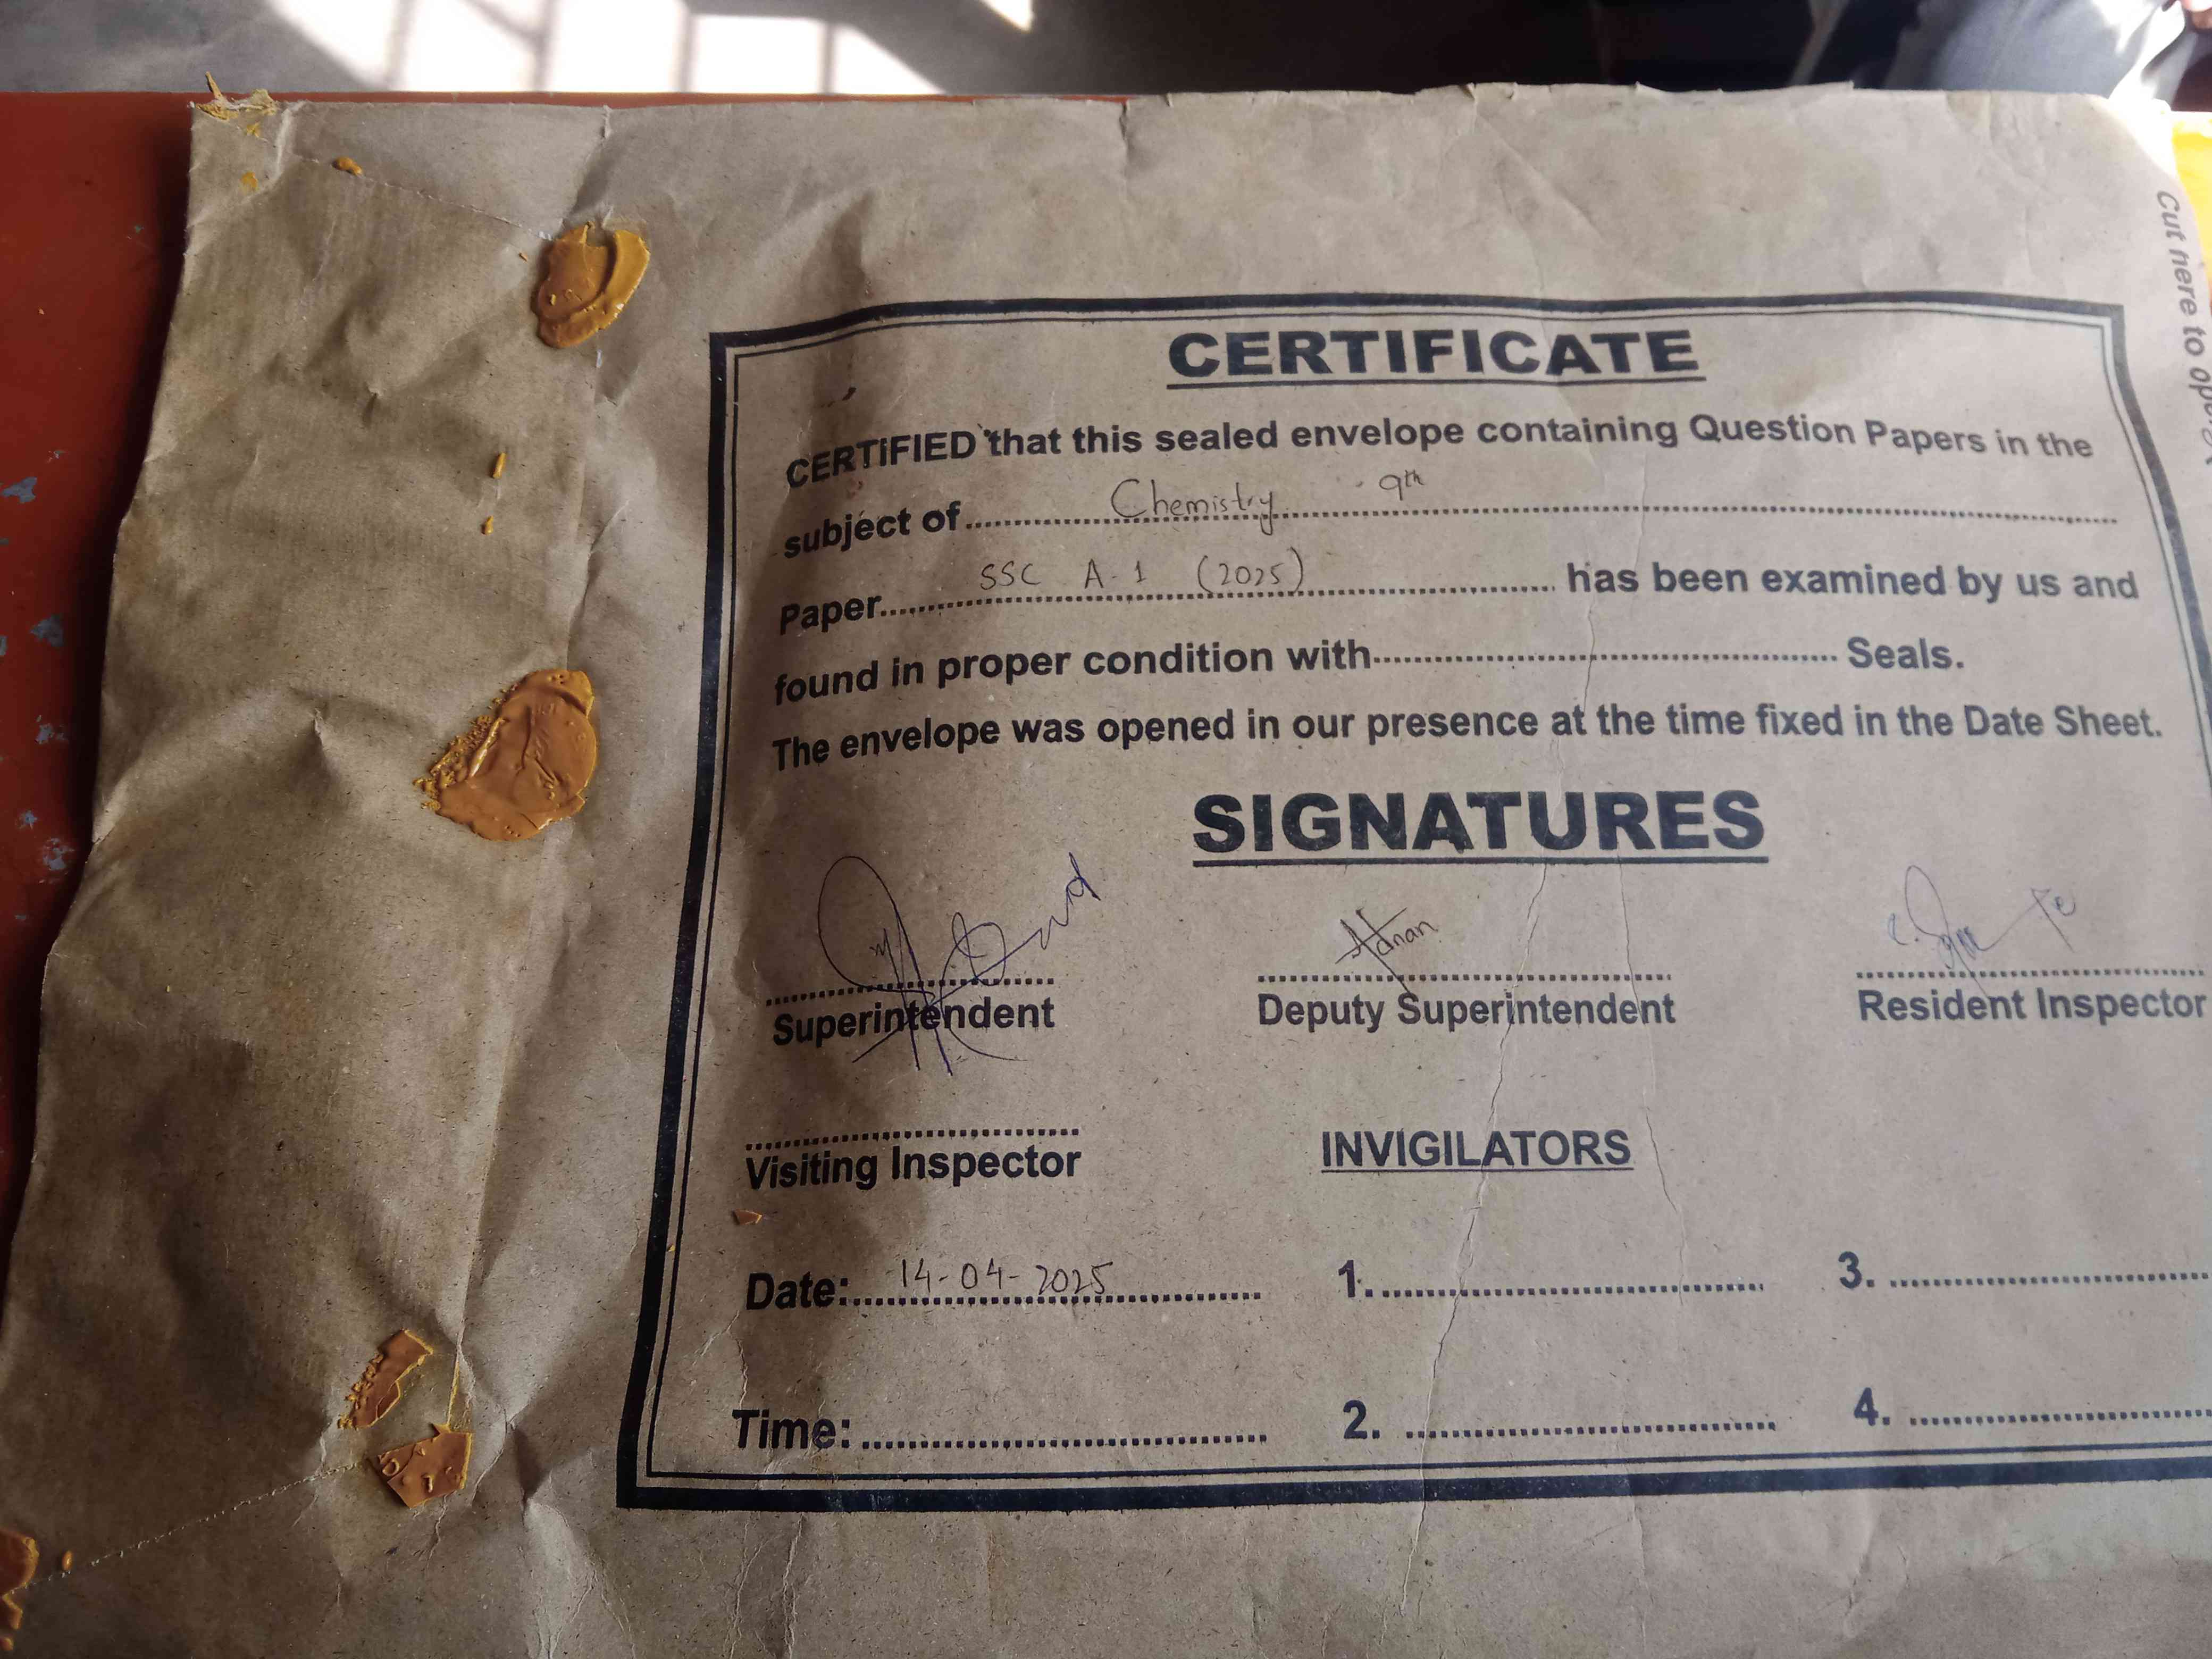 Cut here to open
CERTIFICATE
CERTIFIED that this sealed envelope containing Question Papers in the
subject of Chemistry 9th
Paper SSC A-1 (2025) has been examined by us and
found in proper condition with Seals.
The envelope was opened in our presence at the time fixed in the Date Sheet.
SIGNATURES
Adnan
Superintendent Deputy Superintendent Resident Inspector
Visiting Inspector INVIGILATORS
Date: 14-04-2025 1. 3.
Time: 2. 4.